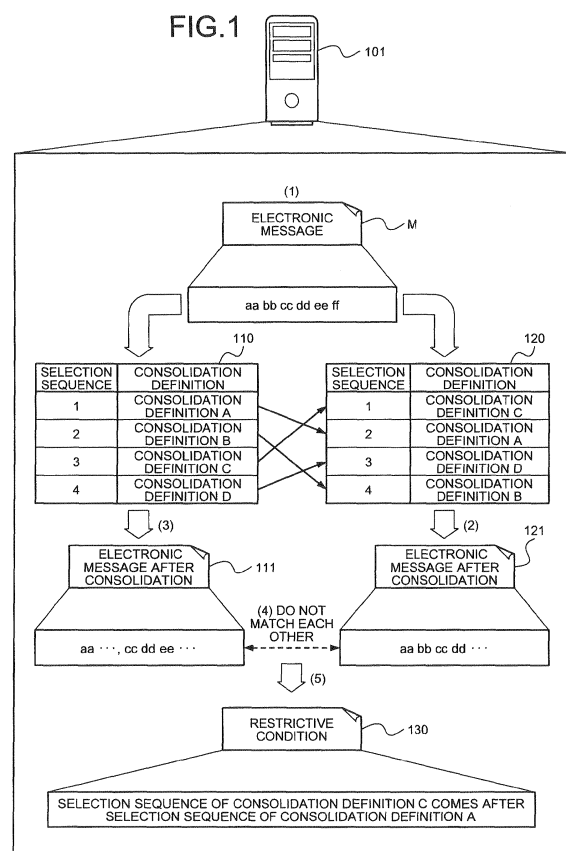 FIG.1
101
(1)
ELECTRONIC
MESSAGE
M
aa bb cc dd ee ff
110
SELECTION
SEQUENCE
CONSOLIDATION
DEFINITION
1
CONSOLIDATION
DEFINITION A
2
CONSOLIDATION
DEFINITION B
3
CONSOLIDATION
DEFINITION C
4
CONSOLIDATION
DEFINITION D
120
SELECTION
SEQUENCE
CONSOLIDATION
DEFINITION
1
CONSOLIDATION
DEFINITION C
2
CONSOLIDATION
DEFINITION A
3
CONSOLIDATION
DEFINITION D
4
CONSOLIDATION
DEFINITION B
(3)
(2)
ELECTRONIC
MESSAGE AFTER
CONSOLIDATION
111
ELECTRONIC
MESSAGE AFTER
CONSOLIDATION
121
(4) DO NOT
MATCH EACH
OTHER
aa ···, cc dd ee ···
aa bb cc dd ···
(5)
RESTRICTIVE
CONDITION
130
SELECTION SEQUENCE OF CONSOLIDATION DEFINITION C COMES AFTER
SELECTION SEQUENCE OF CONSOLIDATION DEFINITION A